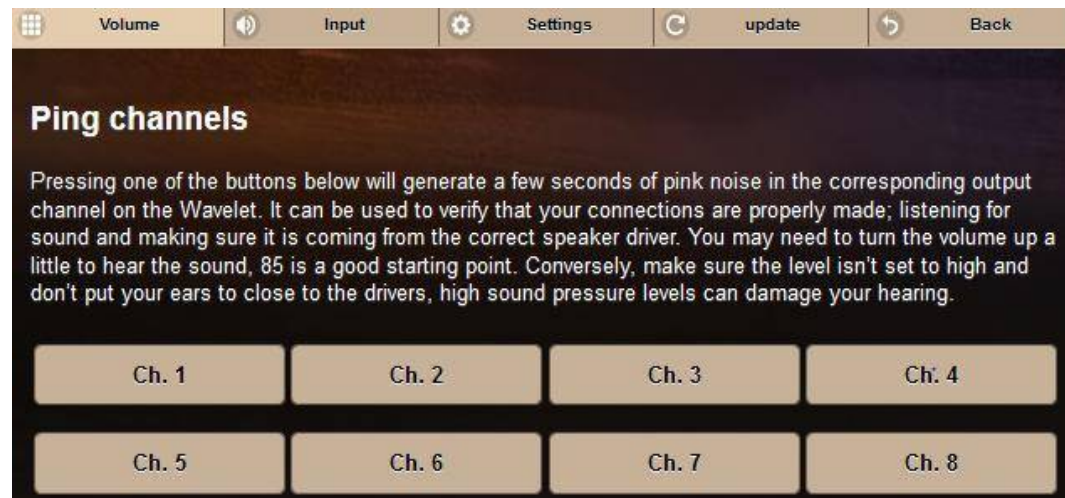 Volume Input Settings update Back
Ping channels
Pressing one of the buttons below will generate a few seconds of pink noise in the corresponding output
channel on the Wavelet. It can be used to verify that your connections are properly made; listening for
sound and making sure it is coming from the correct speaker driver. You may need to turn the volume up a
little to hear the sound, 85 is a good starting point. Conversely, make sure the level isn't set to high and
don't put your ears to close to the drivers, high sound pressure levels can damage your hearing.
Ch. 1 Ch. 2 Ch. 3 Ch. 4
Ch. 5 Ch. 6 Ch. 7 Ch. 8